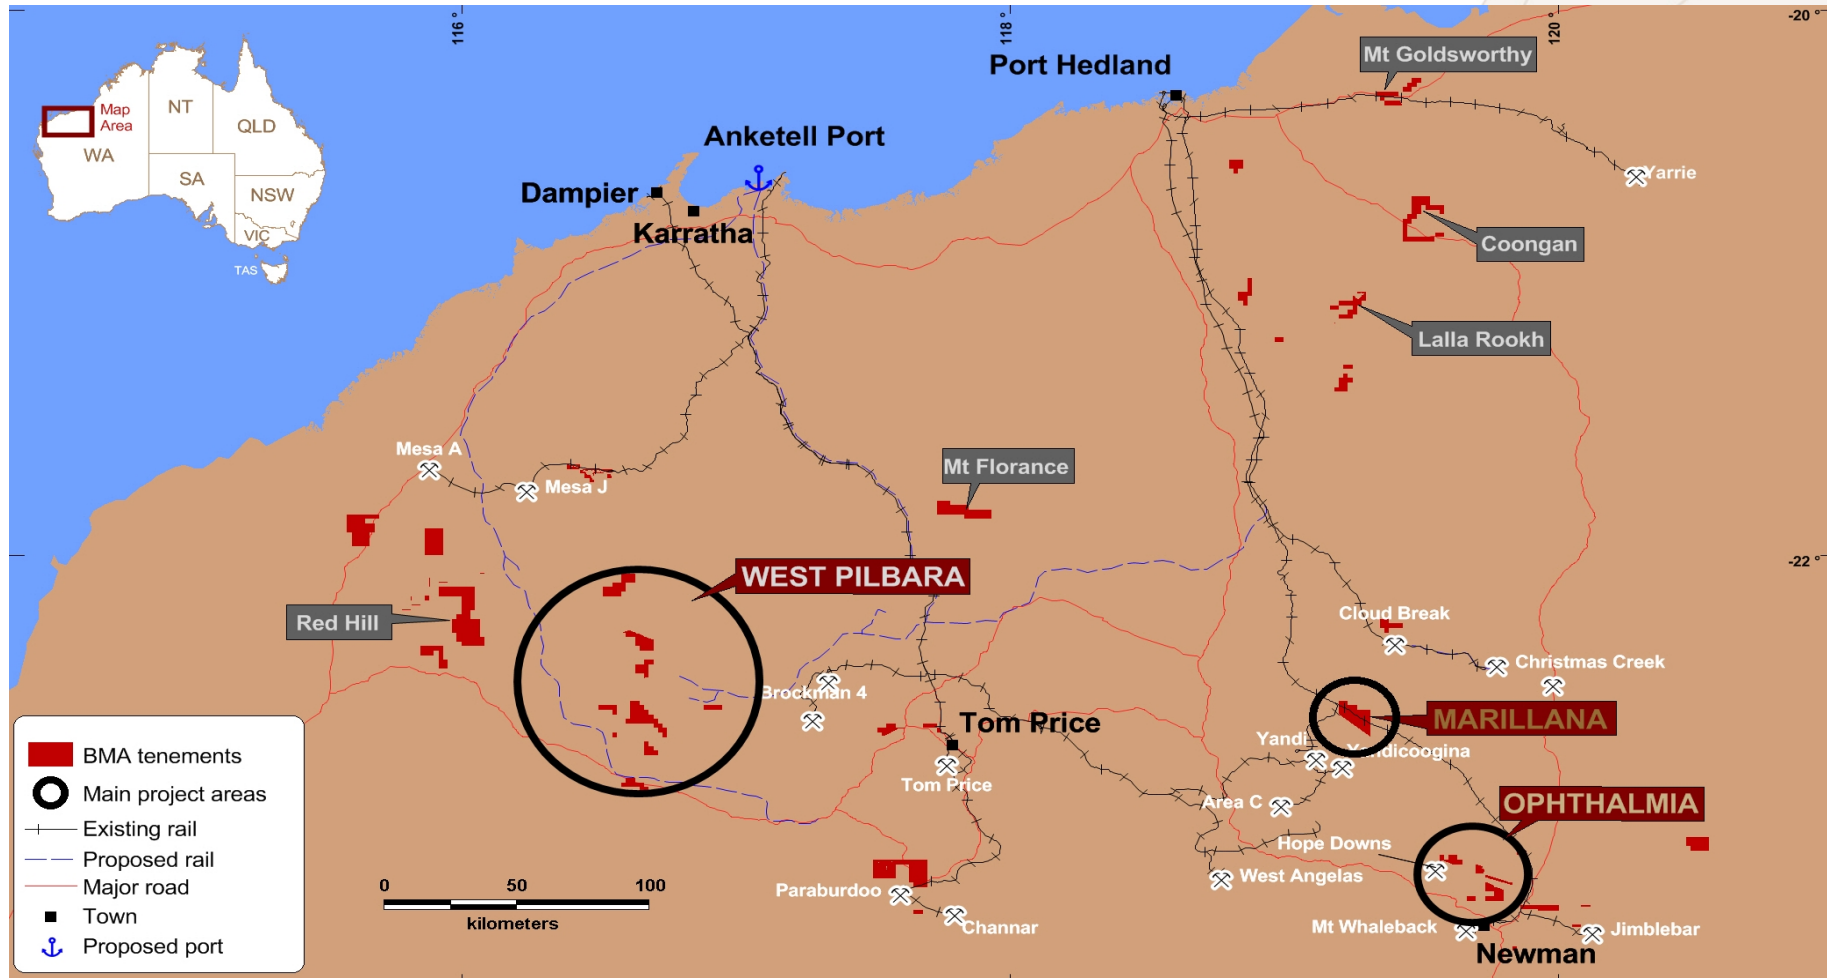 116°
118°
120°
-20°
Port Hedland
Mt Goldsworthy
Map
Area
NT
QLD
WA
SA
NSW
VIC
TAS
Anketell Port
Dampier
Karratha
Yarrie
Coongan
Lalla Rookh
Mesa A
Mesa J
Mt Florance
-22°
WEST PILBARA
Red Hill
Cloud Break
Christmas Creek
Brockman 4
MARILLANA
Tom Price
Yandi
Yandicoogina
Tom Price
Area C
OPHTHALMIA
Hope Downs
West Angelas
Paraburdoo
Channar
Mt Whaleback
Jimblebar
Newman
BMA tenements
Main project areas
Existing rail
Proposed rail
Major road
Town
Proposed port
0 50 100
kilometers